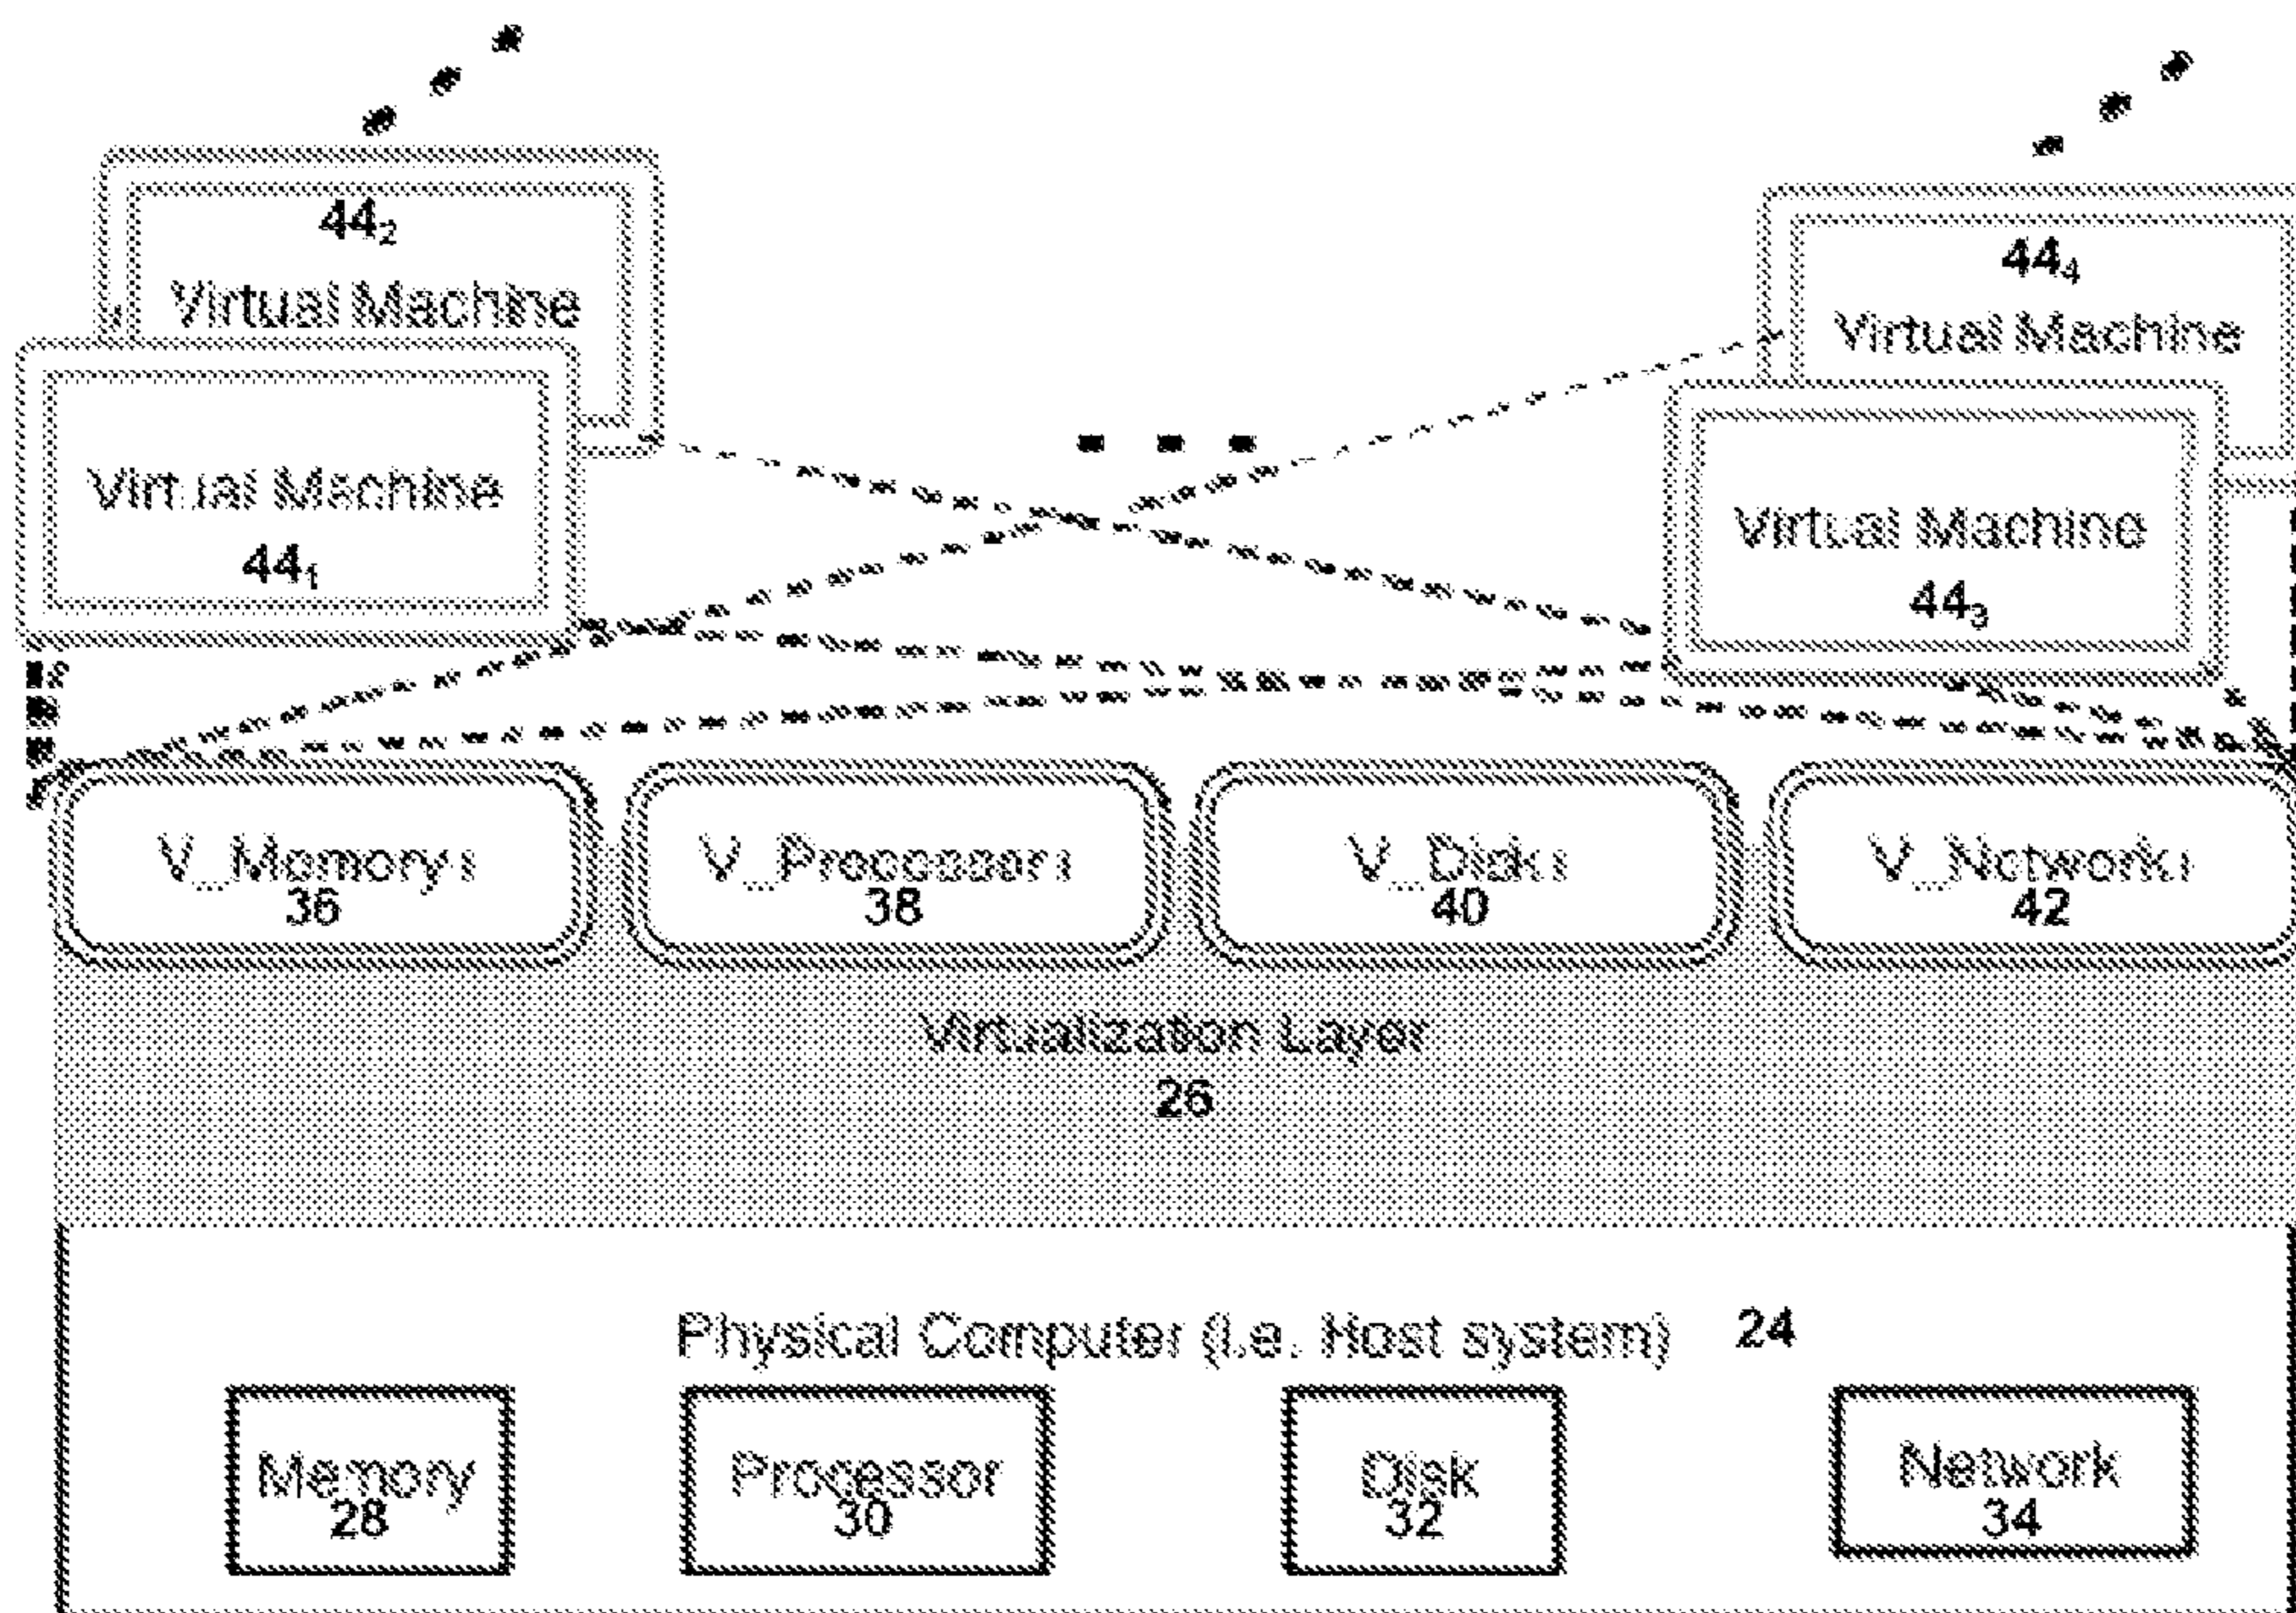 44₂
Virtual Machine
Virtual Machine
44₁
44₄
Virtual Machine
Virtual Machine
44₃
V_Memory
36
V_Processor
38
V_Disk
40
V_Network
42
Virtualization Layer
26
Physical Computer (i.e. Host system) 24
Memory
28
Processor
30
Disk
32
Network
34